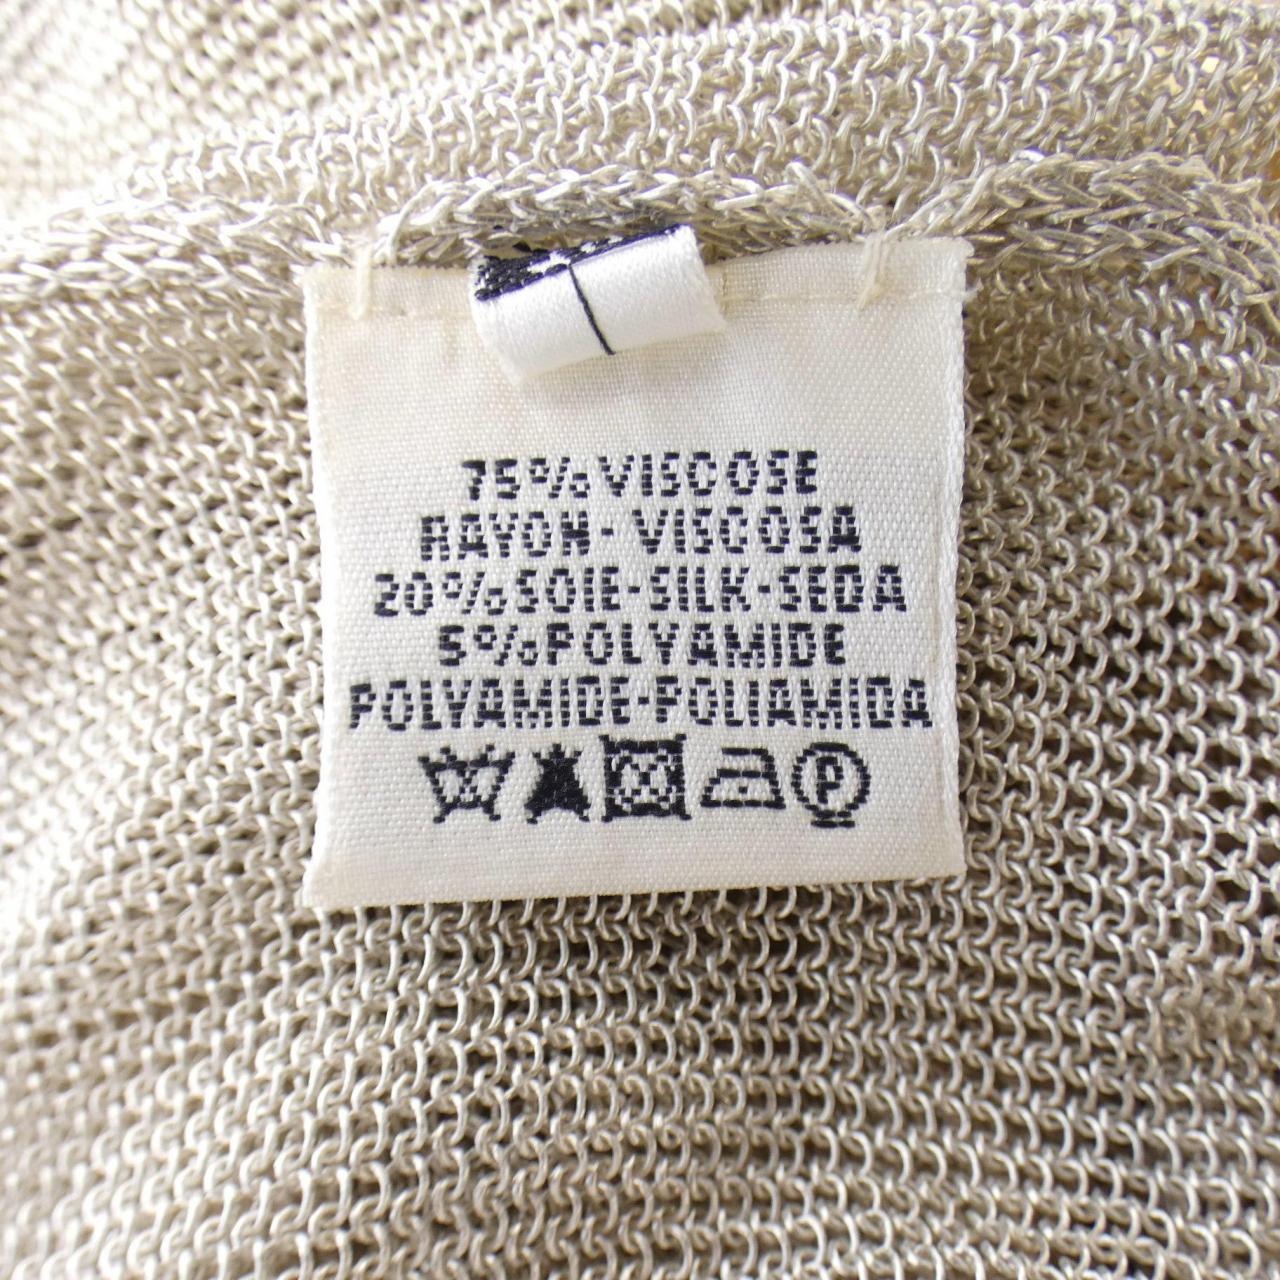 75% VISCOSE
RAYON - VISCOSA
20% SOIE-SILK-SEDA
5% POLYAMIDE
POLYAMIDE-POLIAMIDA
P